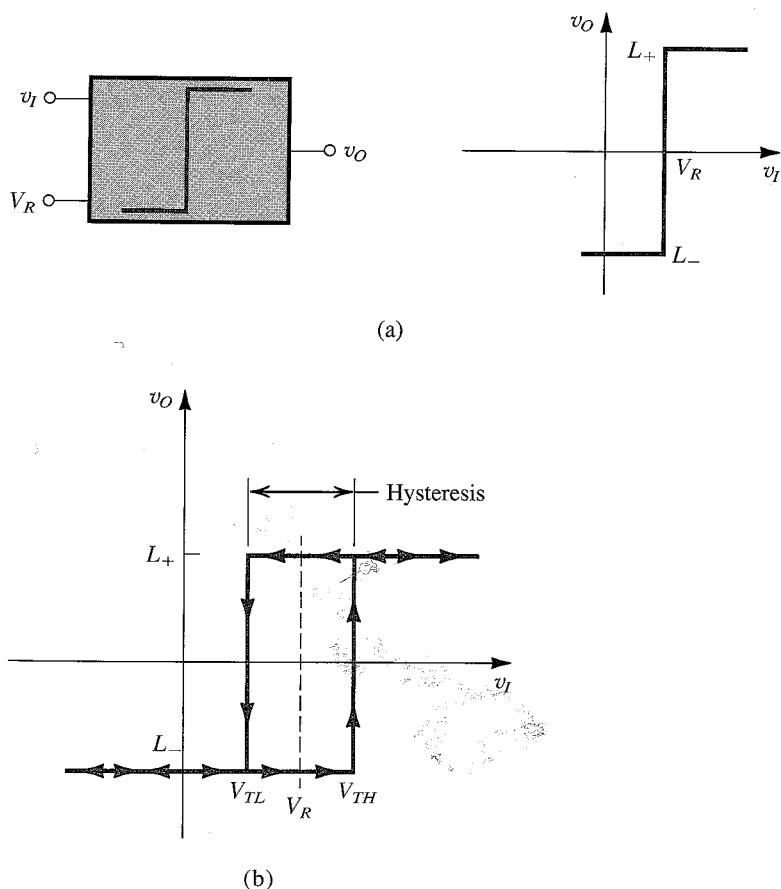 v_O
L_+
v_I
v_O
V_R
V_R
v_I
L_−
(a)
v_O
Hysteresis
L_+
v_I
L_−
V_TL
V_R
V_TH
(b)